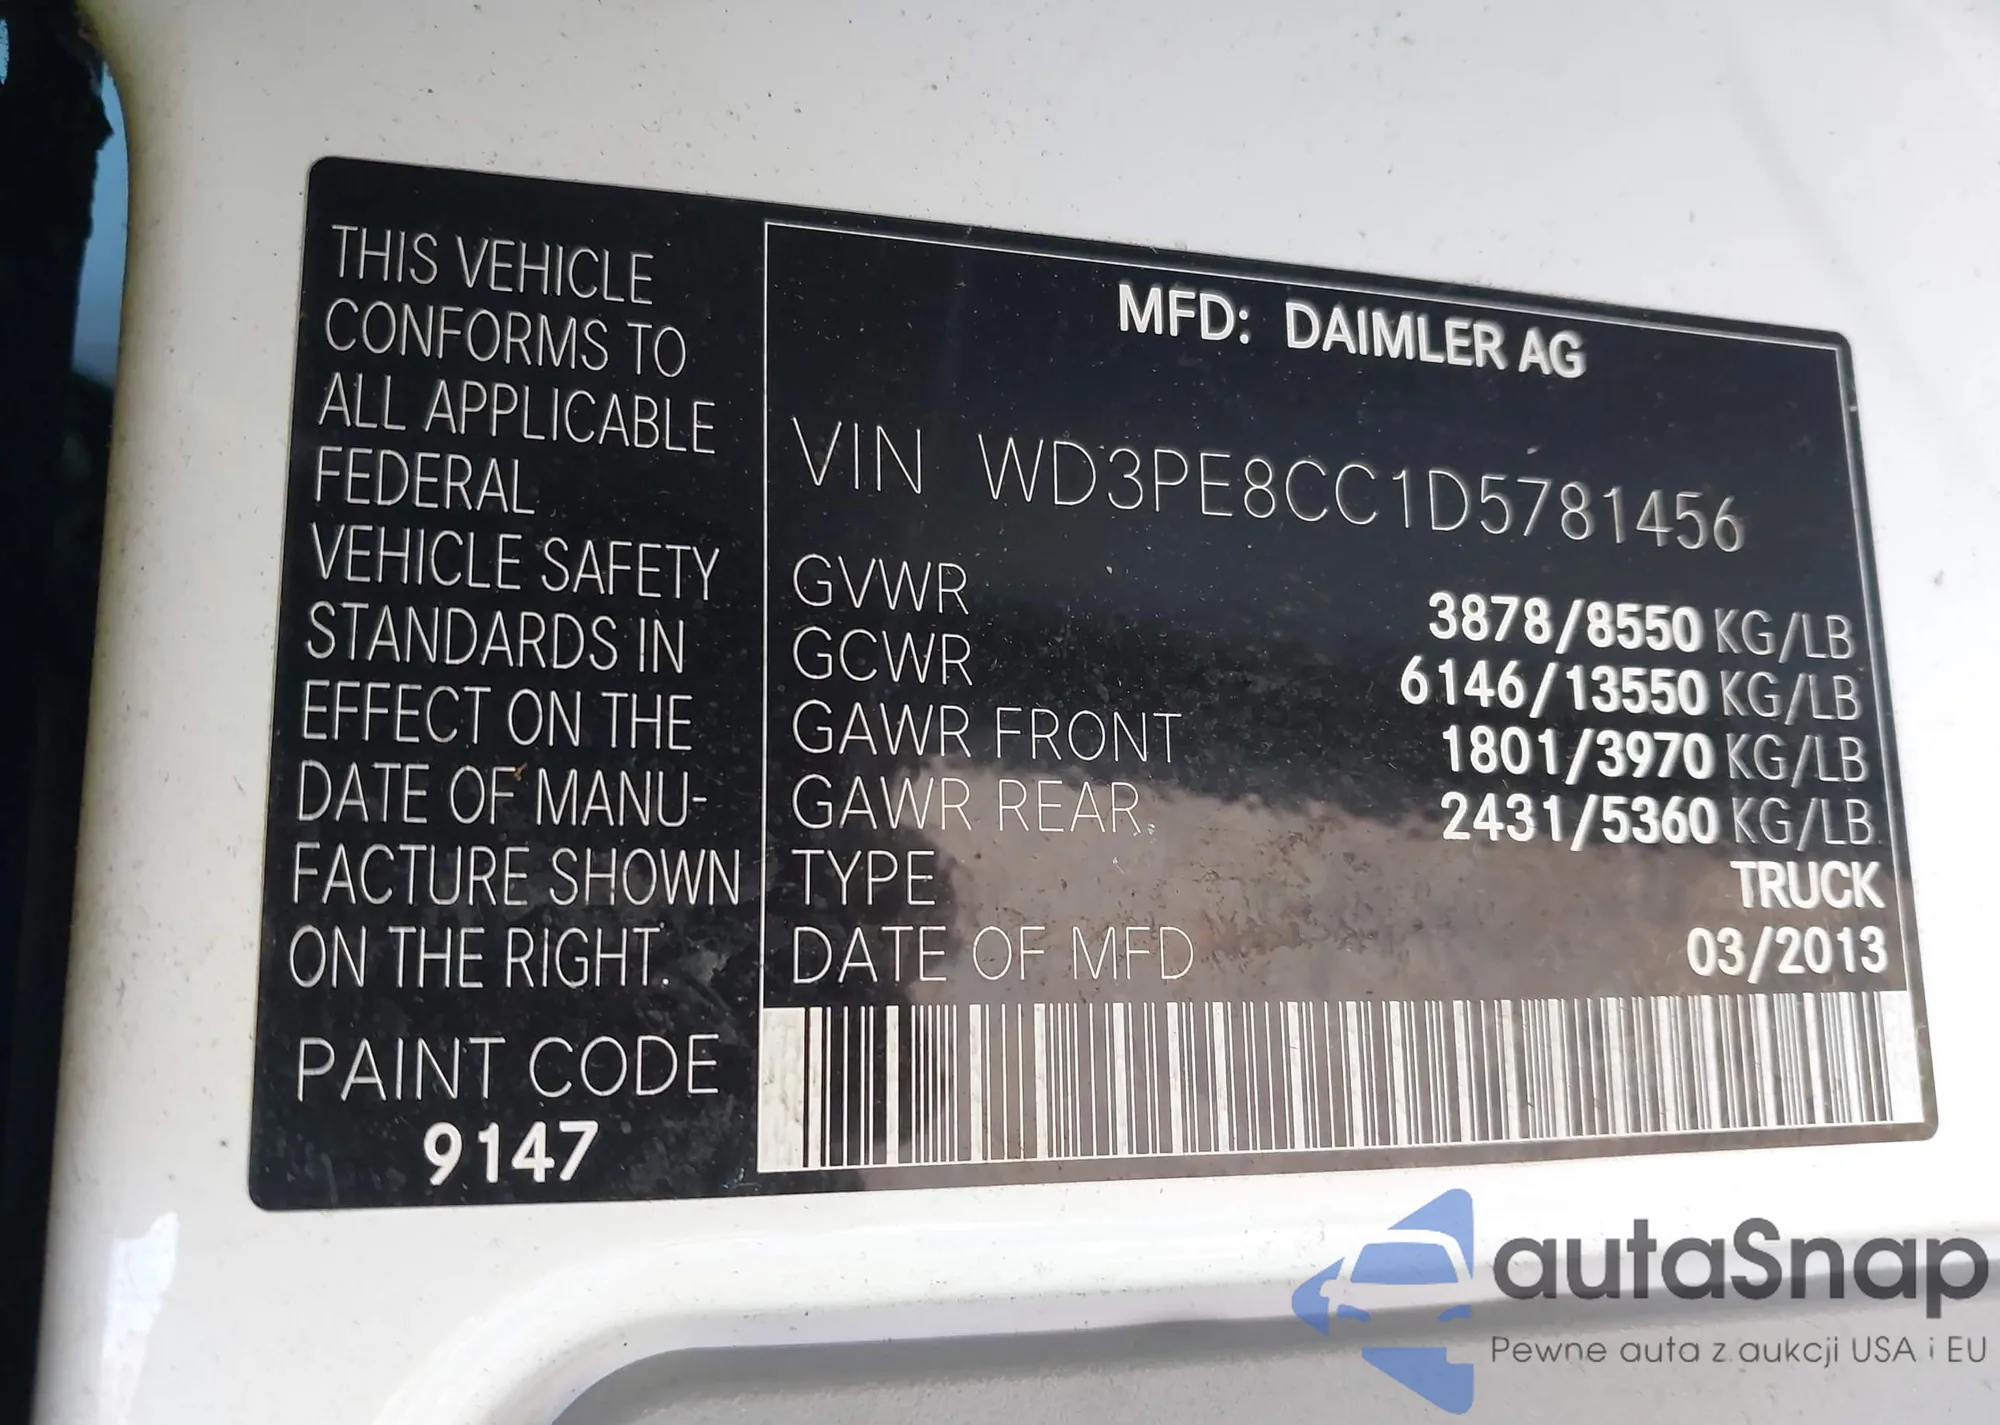 THIS VEHICLE
CONFORMS TO
ALL APPLICABLE
FEDERAL
VEHICLE SAFETY
STANDARDS IN
EFFECT ON THE
DATE OF MANU-
FACTURE SHOWN
ON THE RIGHT.
PAINT CODE
9147
MFD: DAIMLER AG
VIN WD3PE8CC1D5781456
GVWR 3878/8550 KG/LB
GCWR 6146/13550 KG/LB
GAWR FRONT 1801/3970 KG/LB
GAWR REAR 2431/5360 KG/LB
TYPE TRUCK
DATE OF MFD 03/2013
autaSnap
Pewne auta z aukcji USA i EU